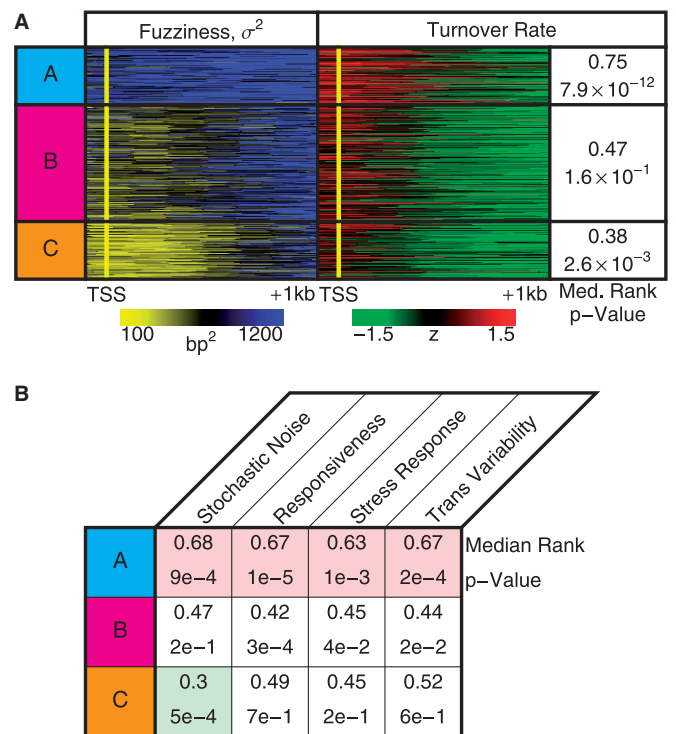 A
Fuzziness, σ² Turnover Rate
A 0.75
7.9×10⁻¹²
B 0.47
1.6×10⁻¹
C 0.38
2.6×10⁻³
TSS +1kb TSS +1kb Med. Rank
p−Value
100 bp² 1200 −1.5 z 1.5
B
Stochastic Noise Responsiveness Stress Response Trans Variability
A 0.68 0.67 0.63 0.67 Median Rank
9e−4 1e−5 1e−3 2e−4 p−Value
B 0.47 0.42 0.45 0.44
2e−1 3e−4 4e−2 2e−2
C 0.3 0.49 0.45 0.52
5e−4 7e−1 2e−1 6e−1